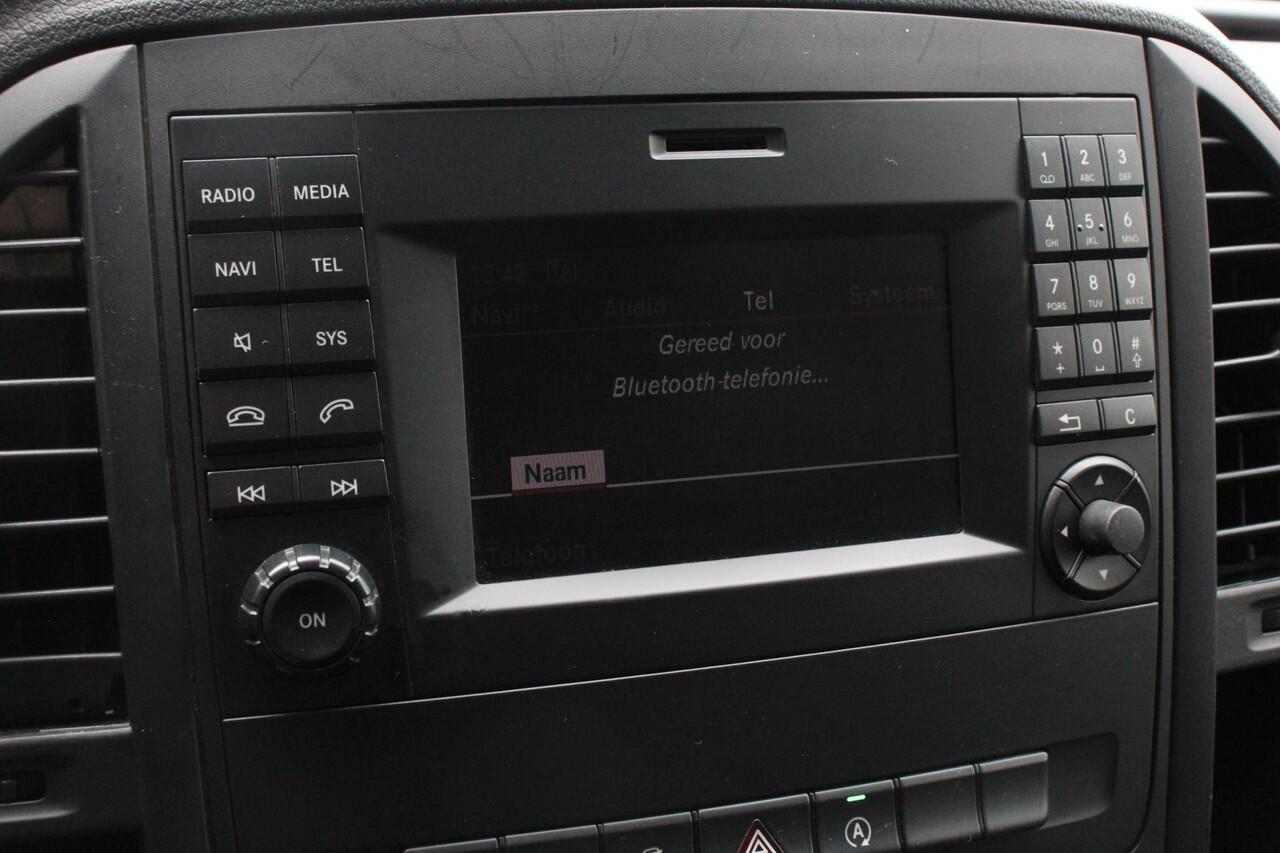 RADIO MEDIA
NAVI TEL
SYS
ON
TA
Navi Audio Tel Systeem
Gereed voor
Bluetooth-telefonie...
Naam
Telefoon
1 2 3
ABC DEF
4 5 6
GHI JKL MNO
7 8 9
PQRS TUV WXYZ
* 0 #
+
C
A